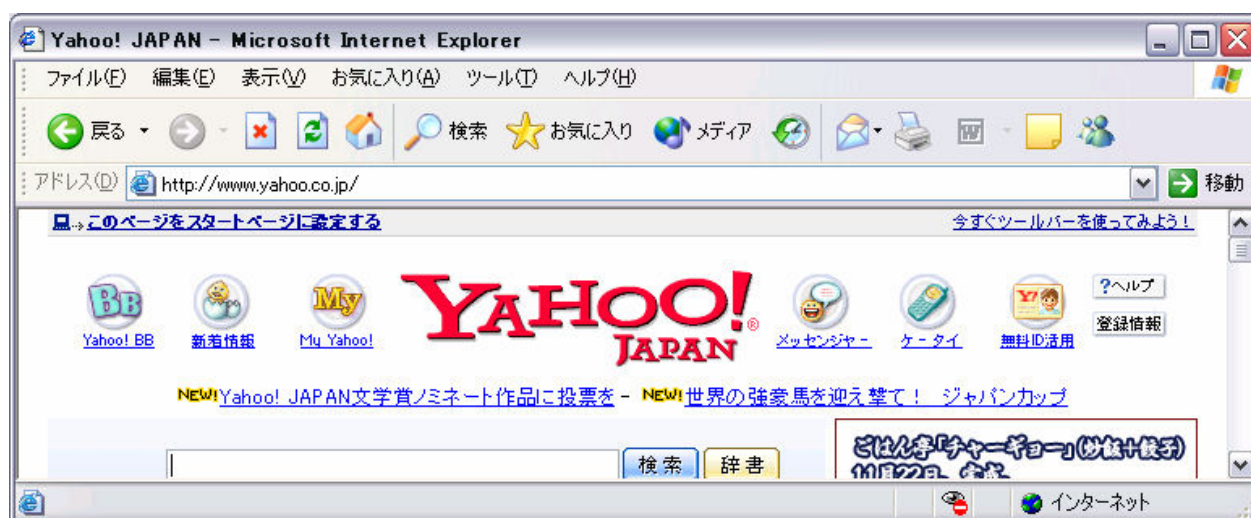 Yahoo! JAPAN - Microsoft Internet Explorer
ファイル(F) 編集(E) 表示(V) お気に入り(A) ツール(T) ヘルプ(H)
戻る 検索 お気に入り メディア
アドレス(D) http://www.yahoo.co.jp/ 移動
このページをスタートページに設定する 今すぐツールバーを使ってみよう!
YAHOO! JAPAN
Yahoo! BB 新着情報 My Yahoo! メッセンジャー ケータイ 無料ID活用
?ヘルプ
登録情報
NEW! Yahoo! JAPAN文学賞ノミネート作品に投票を - NEW! 世界の強豪馬を迎え撃て! ジャパンカップ
検索 辞書
ごはん亭「チャーギョー」(炒飯+餃子)
11月22日、
インターネット